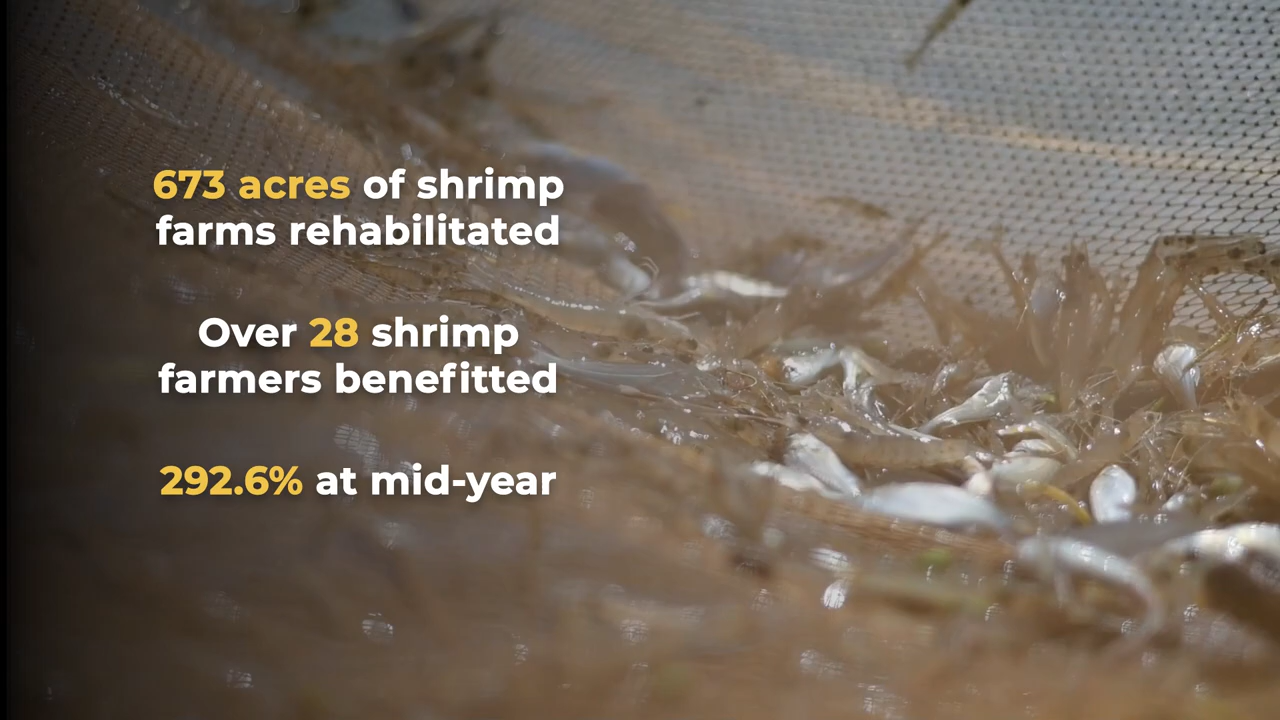 673 acres of shrimp
farms rehabilitated
Over 28 shrimp
farmers benefitted
292.6% at mid-year